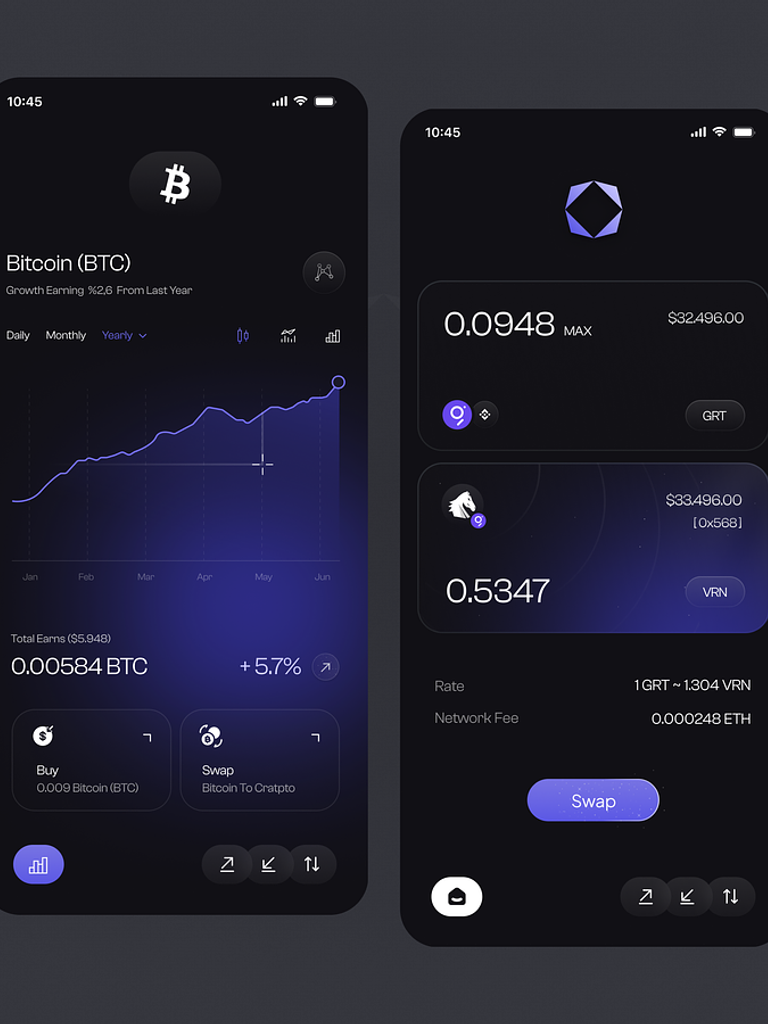 10:45
Bitcoin (BTC)
Growth Earning %2,6 From Last Year
Daily Monthly Yearly
Jan Feb Mar Apr May Jun
Total Earns ($5.948)
0.00584 BTC +5.7%
Buy
0.009 Bitcoin (BTC)
Swap
Bitcoin To Cratpto
10:45
0.0948 MAX $32.496.00
GRT
$33.496.00
[0x568]
0.5347 VRN
Rate 1 GRT ~ 1.304 VRN
Network Fee 0.000248 ETH
Swap